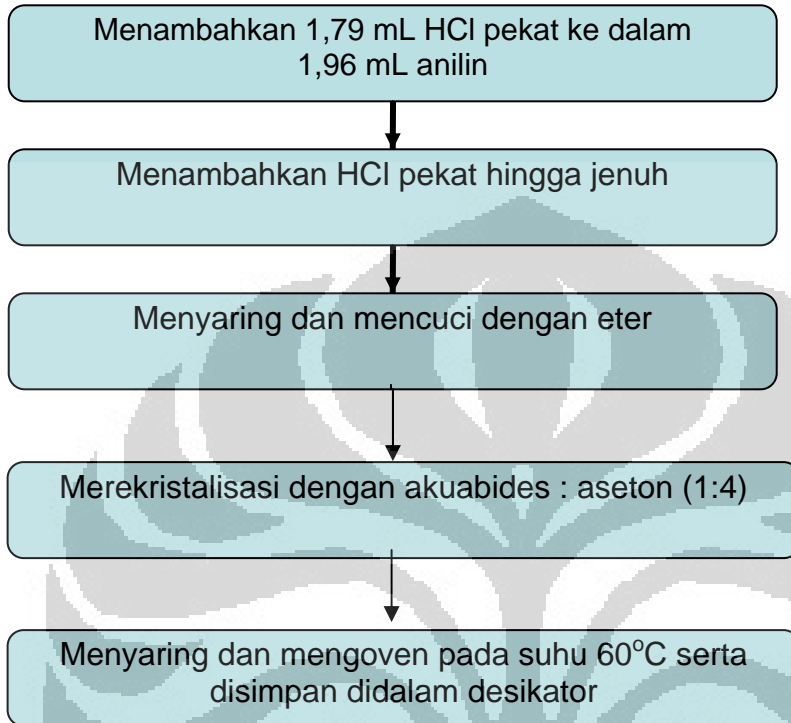 Menambahkan 1,79 mL HCl pekat ke dalam
1,96 mL anilin
Menambahkan HCl pekat hingga jenuh
Menyaring dan mencuci dengan eter
Merekristalisasi dengan akuabides : aseton (1:4)
Menyaring dan mengoven pada suhu 60°C serta
disimpan didalam desikator